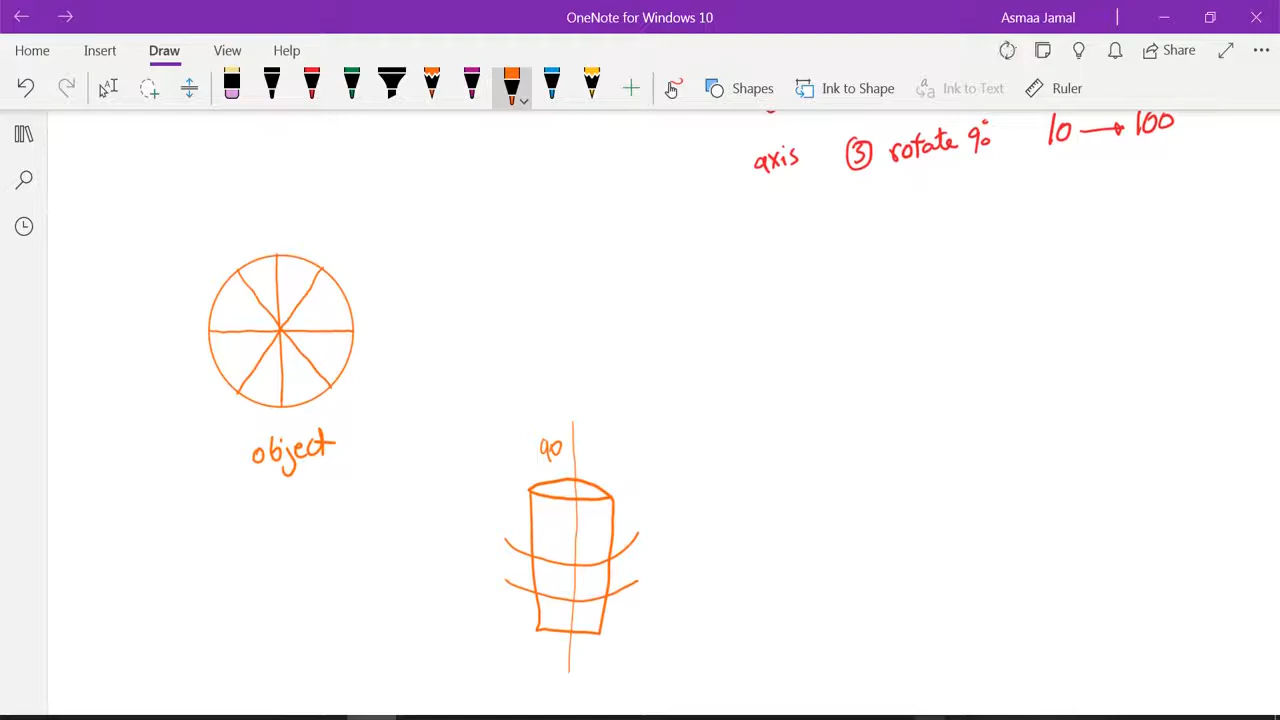 OneNote for Windows 10
Asmaa Jamal
Home Insert Draw View Help
Share
Shapes Ink to Shape Ink to Text Ruler
axis ③ rotate 90° 10 → 100
object
90